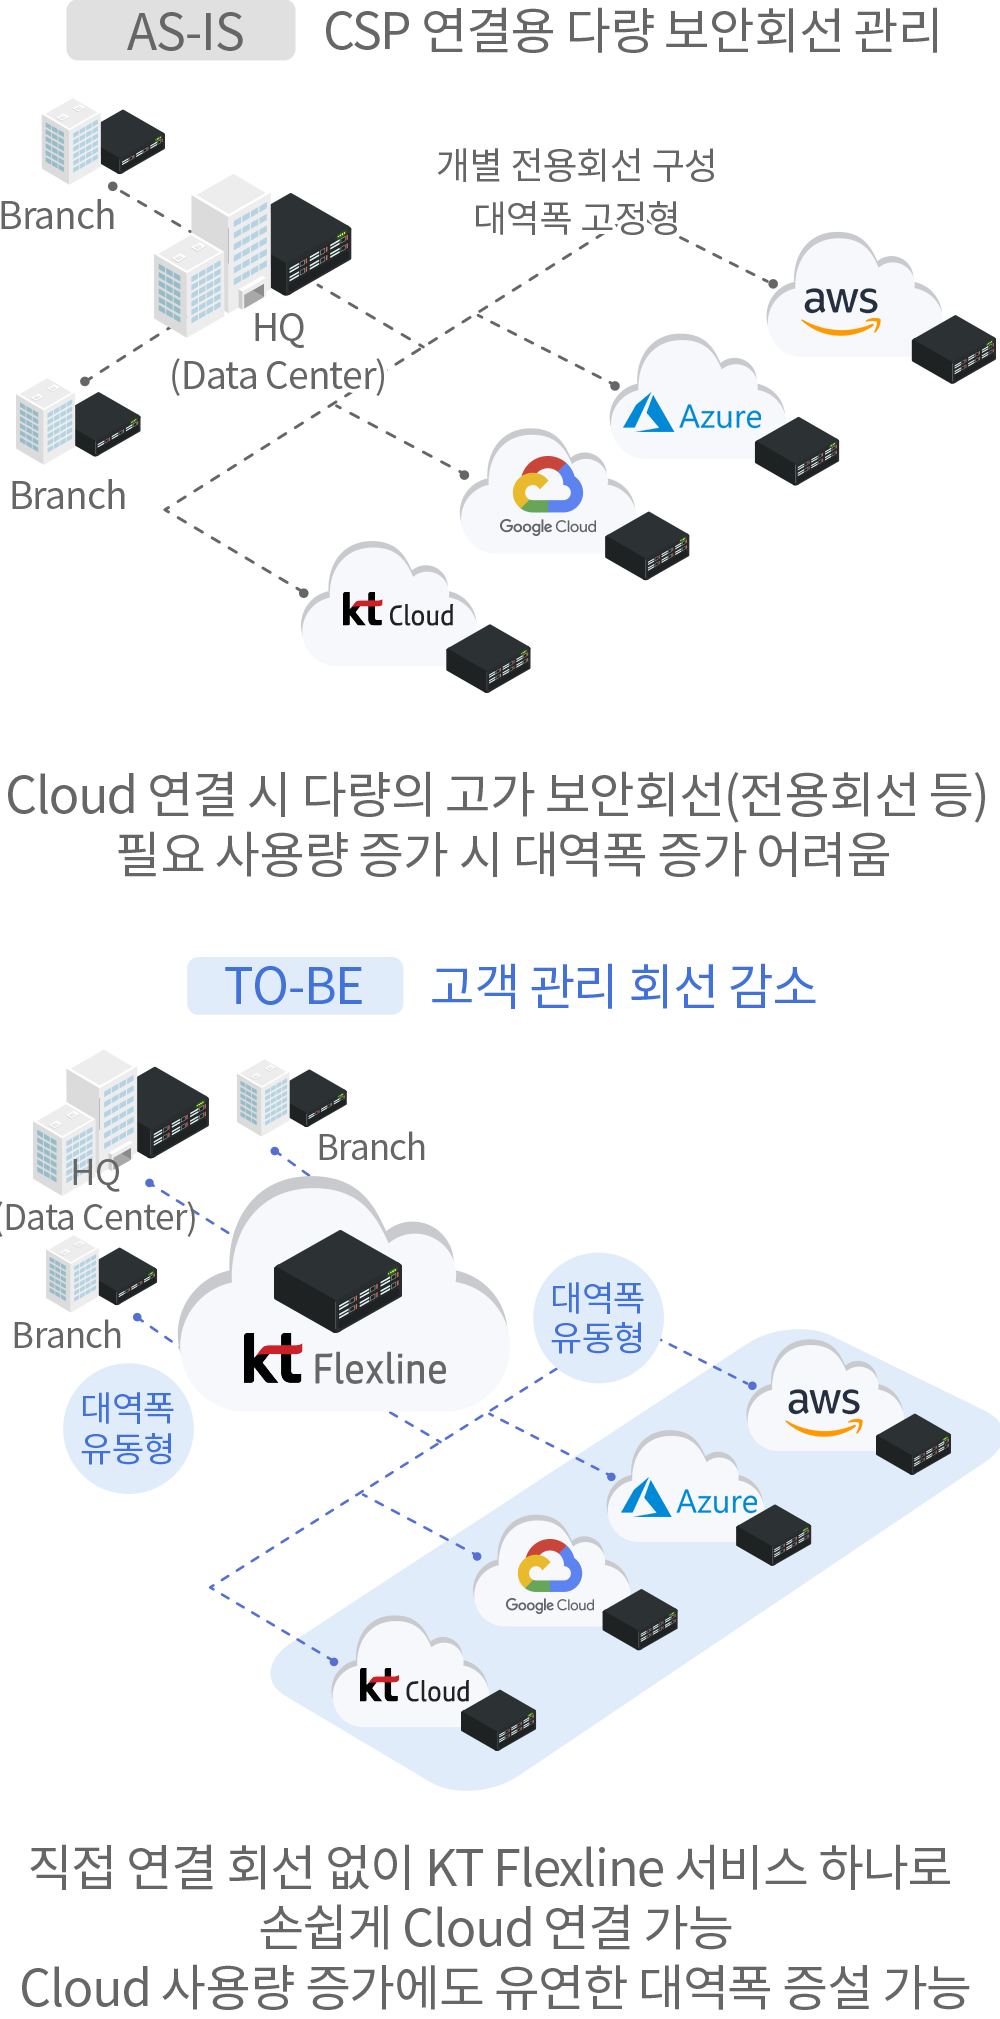 AS-IS CSP 연결용 다량 보안회선 관리
Branch
개별 전용회선 구성
대역폭 고정형
aws
HQ
(Data Center)
Azure
Branch
Google Cloud
kt Cloud
Cloud 연결 시 다량의 고가 보안회선(전용회선 등)
필요 사용량 증가 시 대역폭 증가 어려움
TO-BE 고객 관리 회선 감소
Branch
HQ
(Data Center)
Branch
kt Flexline
대역폭
유동형
대역폭
유동형
aws
Azure
Google Cloud
kt Cloud
직접 연결 회선 없이 KT Flexline 서비스 하나로
손쉽게 Cloud 연결 가능
Cloud 사용량 증가에도 유연한 대역폭 증설 가능